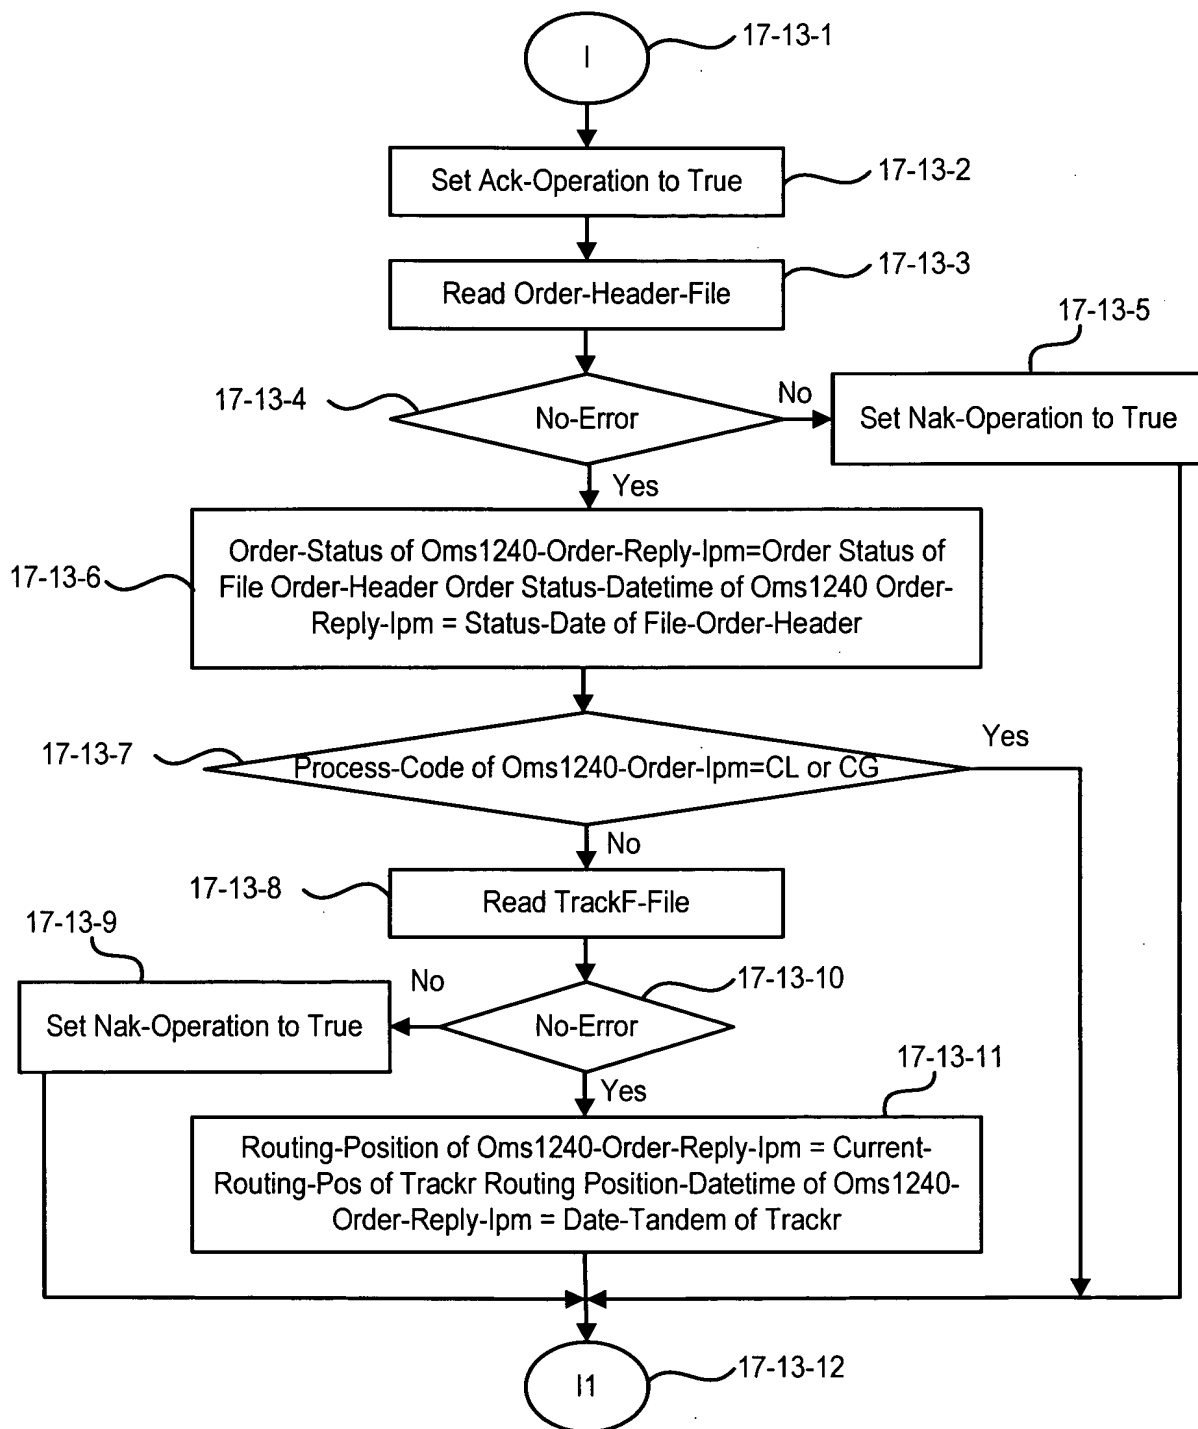 I
17-13-1
Set Ack-Operation to True
17-13-2
Read Order-Header-File
17-13-3
17-13-4
No-Error
No
17-13-5
Set Nak-Operation to True
Yes
17-13-6
Order-Status of Oms1240-Order-Reply-Ipm=Order Status of
File Order-Header Order Status-Datetime of Oms1240 Order-
Reply-Ipm = Status-Date of File-Order-Header
17-13-7
Process-Code of Oms1240-Order-Ipm=CL or CG
Yes
No
17-13-8
Read TrackF-File
17-13-9
Set Nak-Operation to True
No
17-13-10
No-Error
Yes
17-13-11
Routing-Position of Oms1240-Order-Reply-Ipm = Current-
Routing-Pos of Trackr Routing Position-Datetime of Oms1240-
Order-Reply-Ipm = Date-Tandem of Trackr
I1
17-13-12